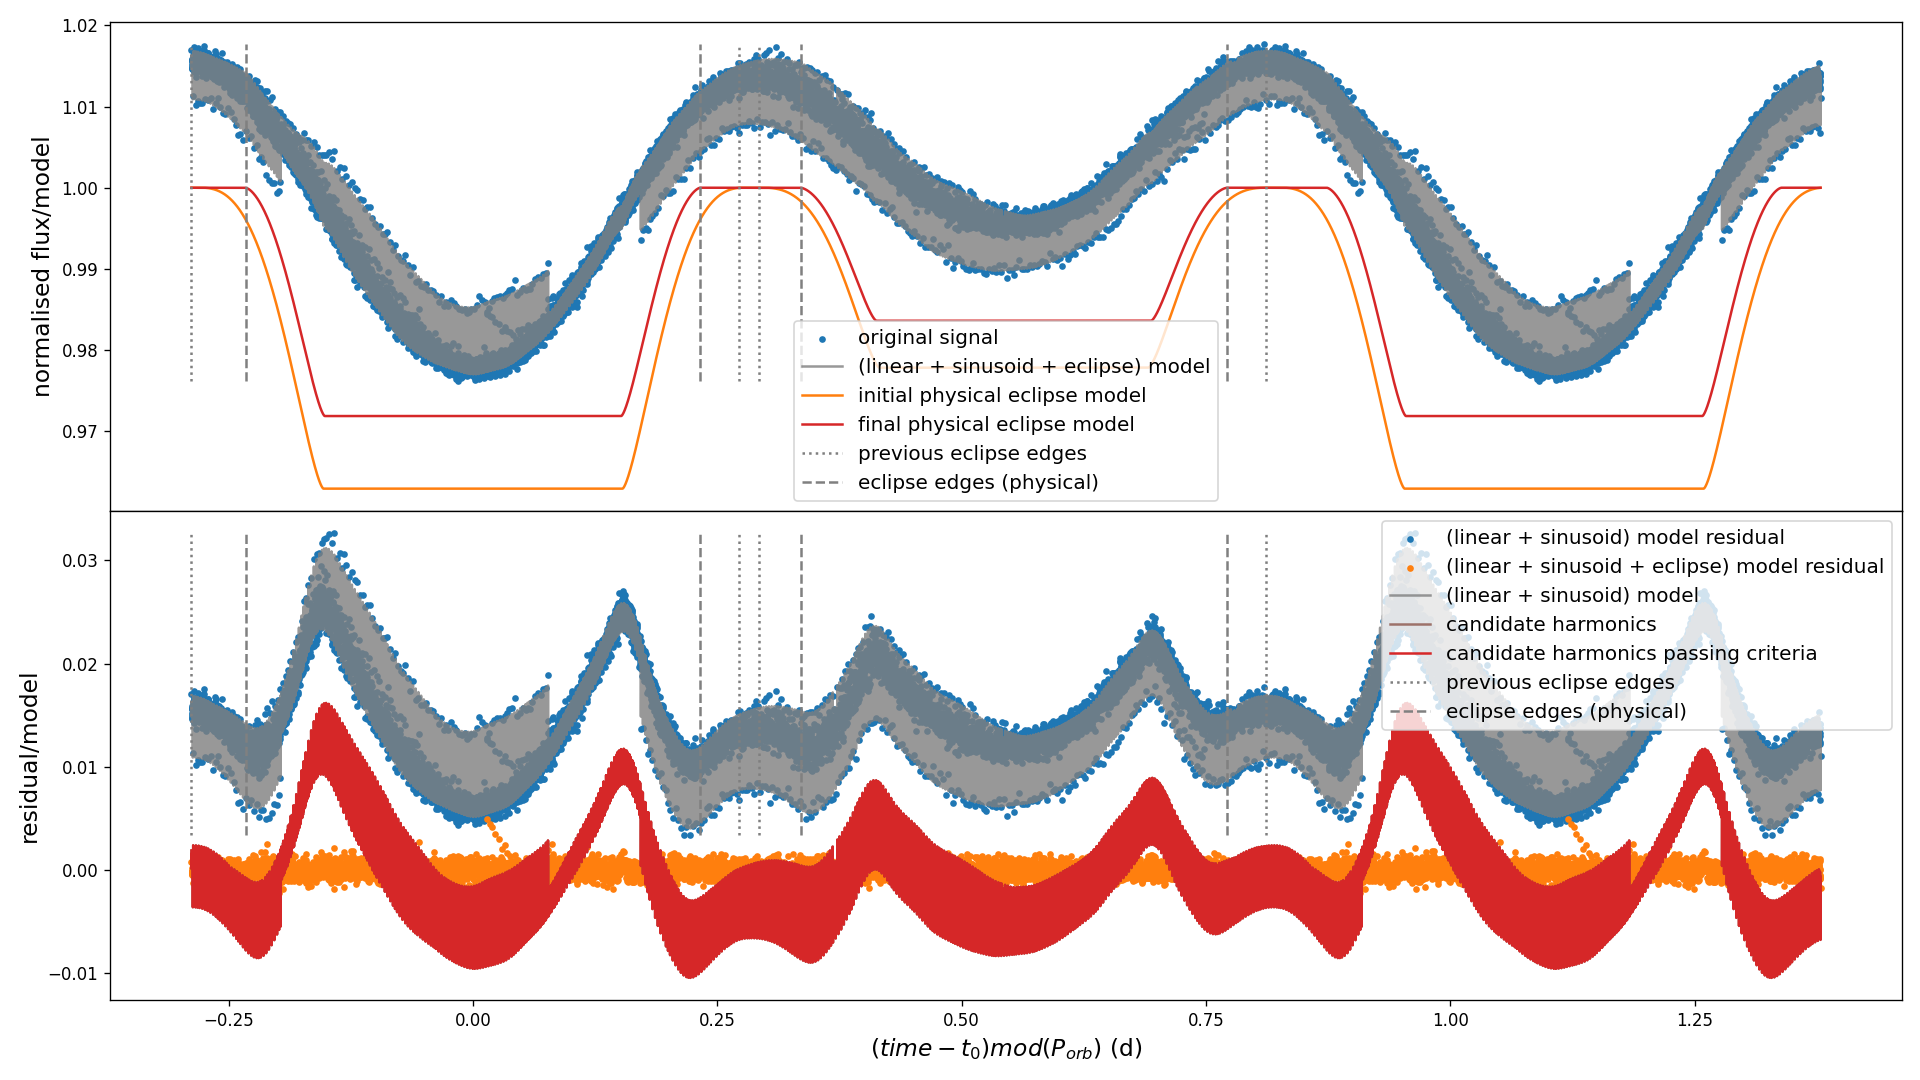 1.02
1.01
1.00
0.99
0.98
0.97
normalised flux/model
original signal
(linear + sinusoid + eclipse) model
initial physical eclipse model
final physical eclipse model
previous eclipse edges
eclipse edges (physical)
0.03
0.02
0.01
0.00
−0.01
residual/model
(linear + sinusoid) model residual
(linear + sinusoid + eclipse) model residual
(linear + sinusoid) model
candidate harmonics
candidate harmonics passing criteria
previous eclipse edges
eclipse edges (physical)
−0.25 0.00 0.25 0.50 0.75 1.00 1.25
(time − t₀)mod(P_{orb}) (d)